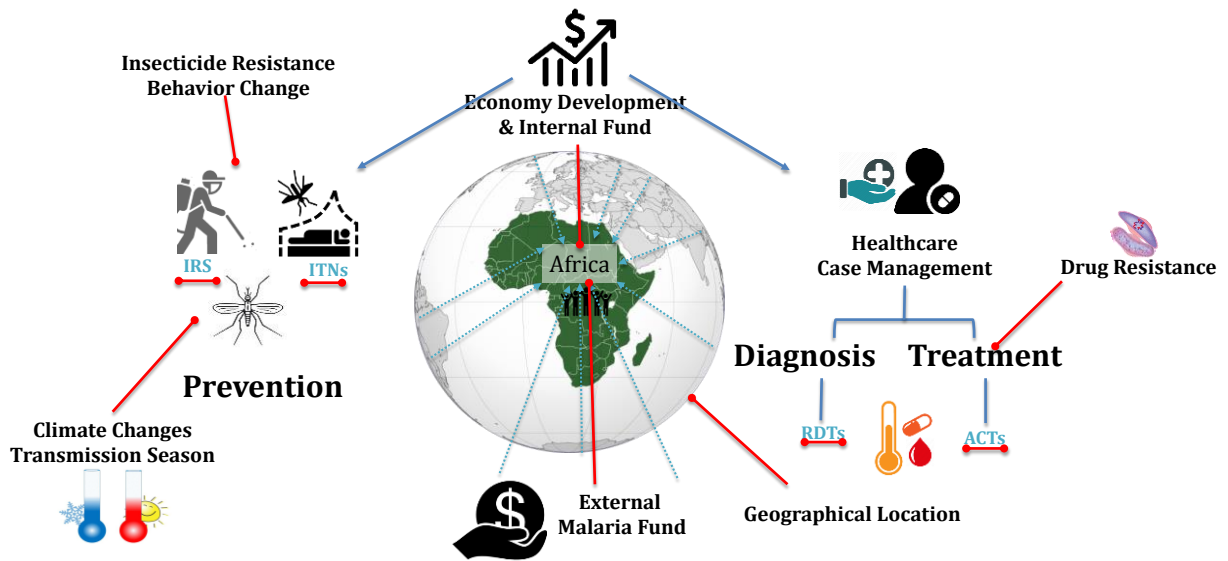 Insecticide Resistance
Behavior Change
$
Economy Development
& Internal Fund
IRS
ITNs
Prevention
Climate Changes
Transmission Season
Africa
Healthcare
Case Management
Drug Resistance
Diagnosis
Treatment
RDTs
ACTs
$
External
Malaria Fund
Geographical Location